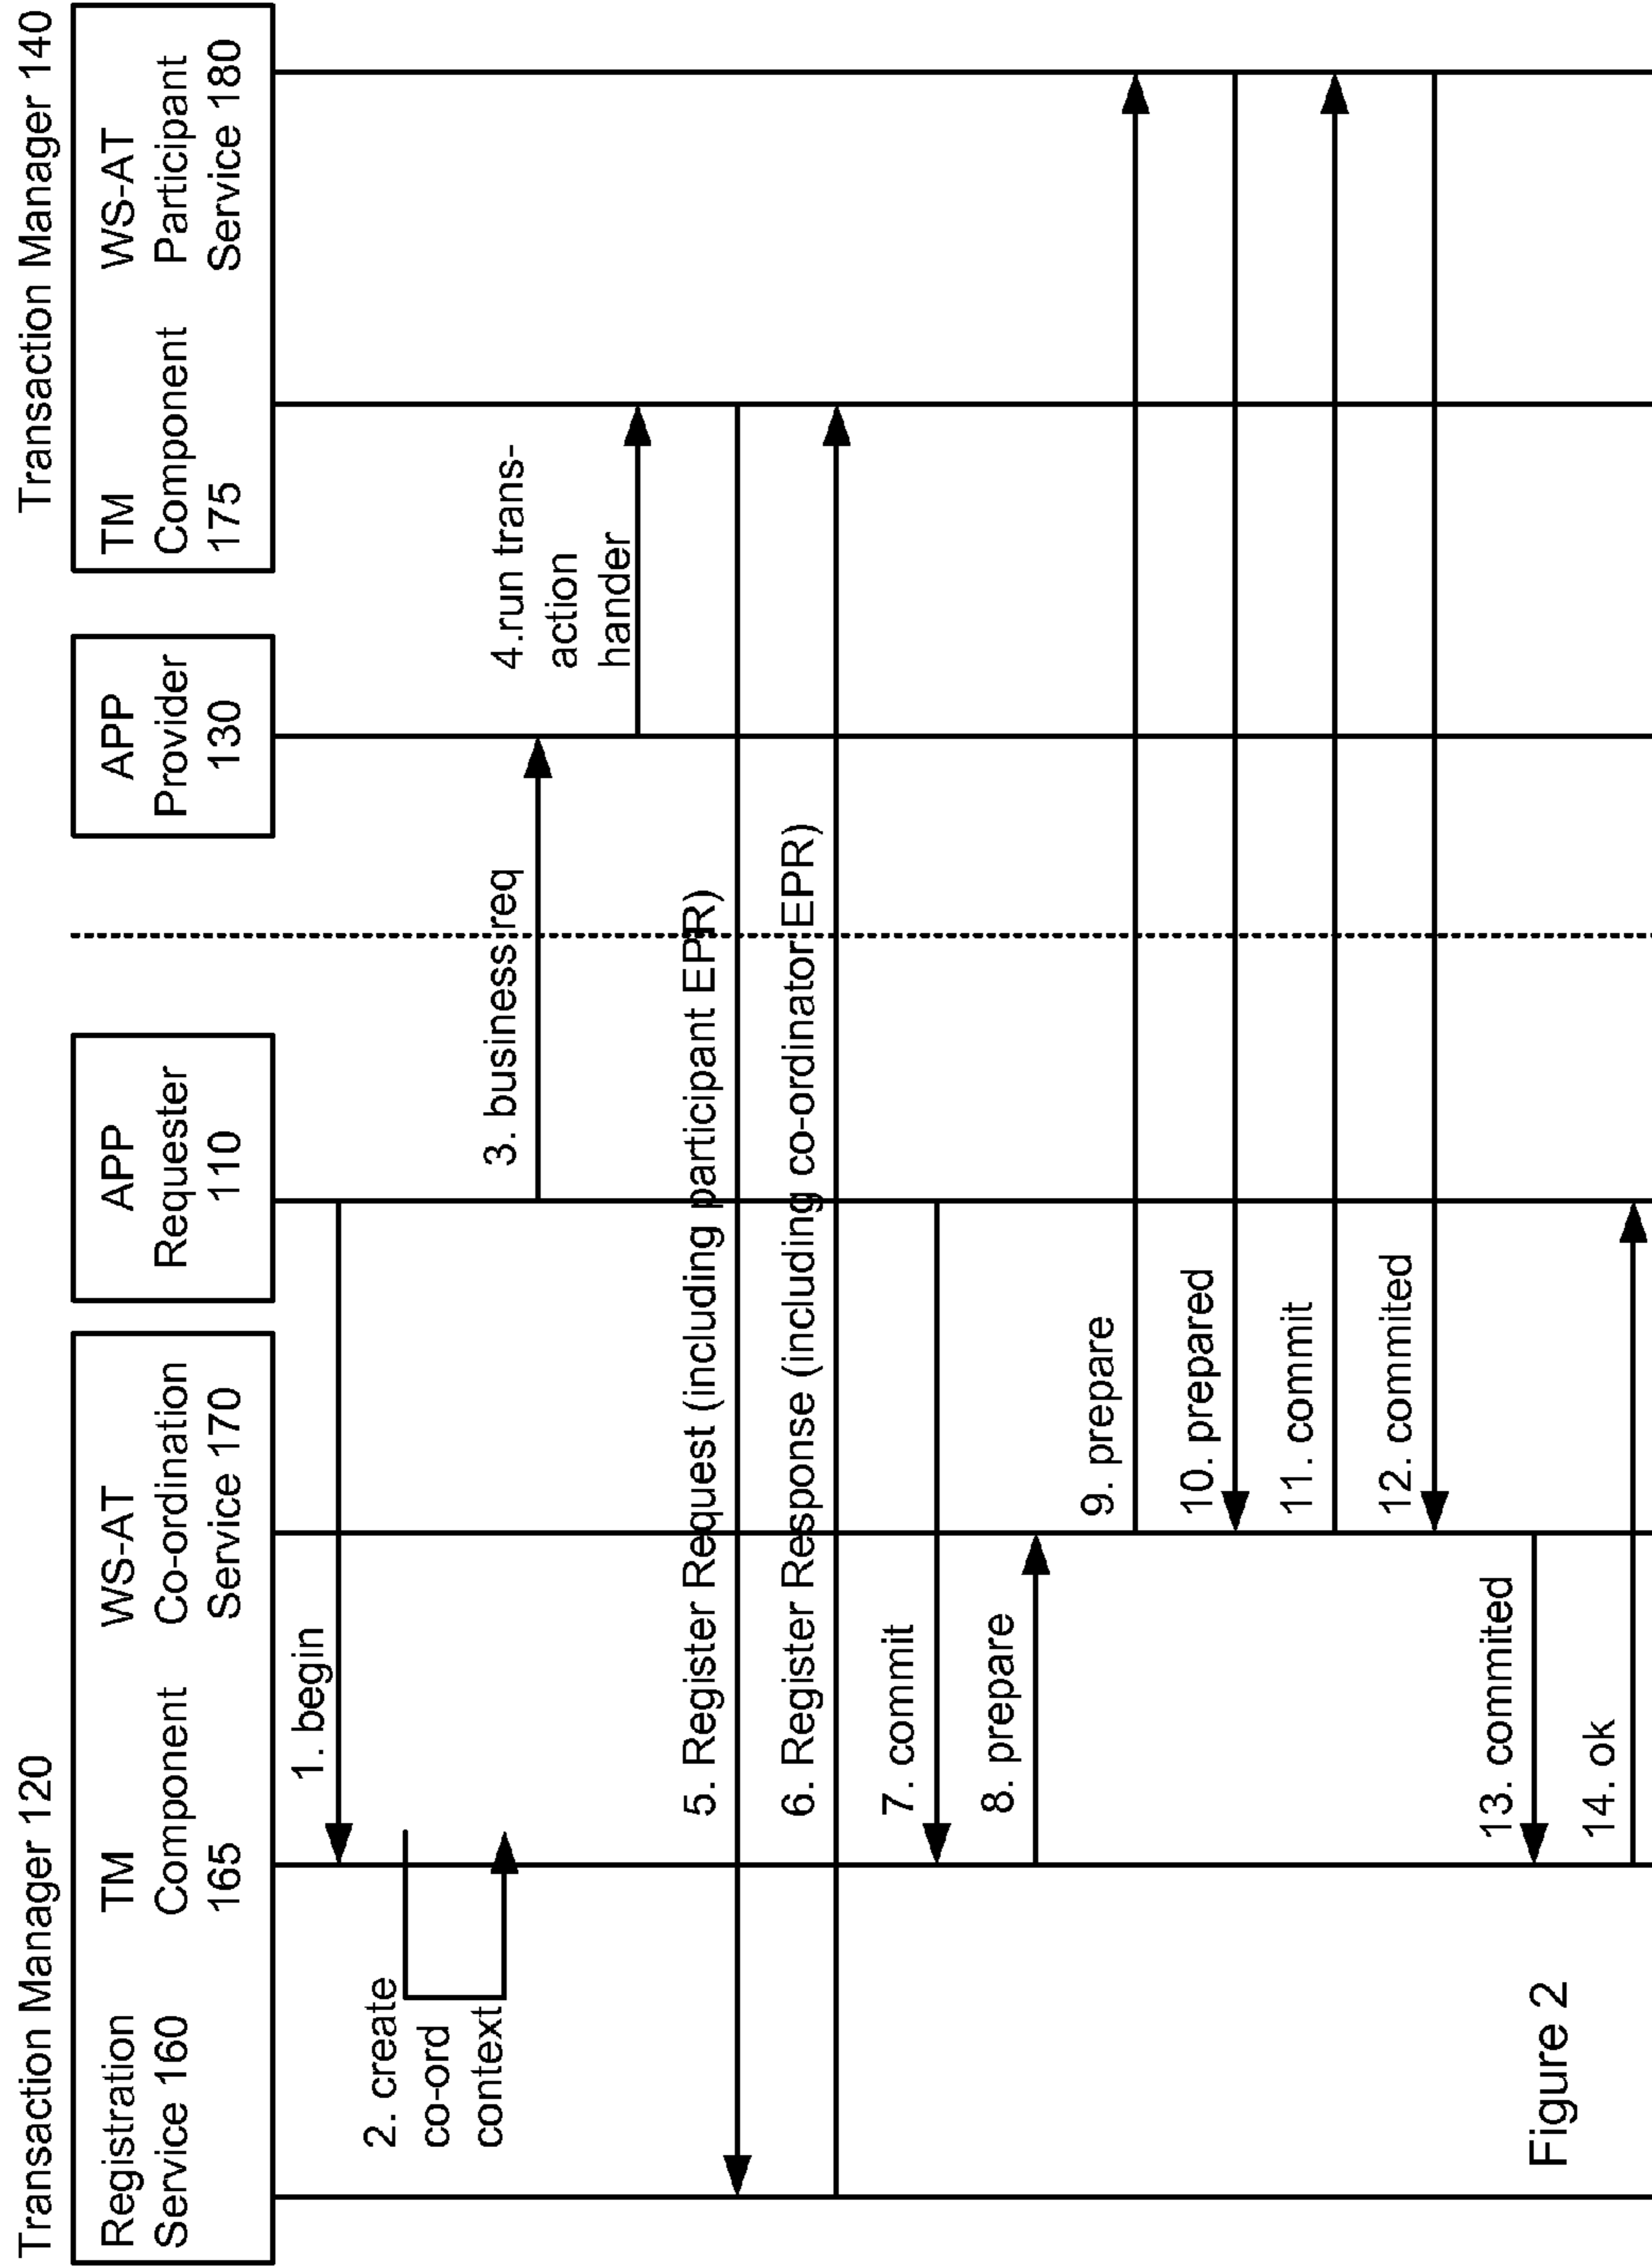 Transaction Manager 120
Transaction Manager 140
Registration
Service 160
TM
Component
165
WS-AT
Co-ordination
Service 170
APP
Requester
110
APP
Provider
130
TM
Component
175
WS-AT
Participant
Service 180
1. begin
2. create
co-ord
context
3. business req
4.run trans-
action
hander
5. Register Request (including participant EPR)
6. Register Response (including co-ordinator EPR)
7. commit
8. prepare
9. prepare
10. prepared
11. commit
12. commited
13. commited
14. ok
Figure 2